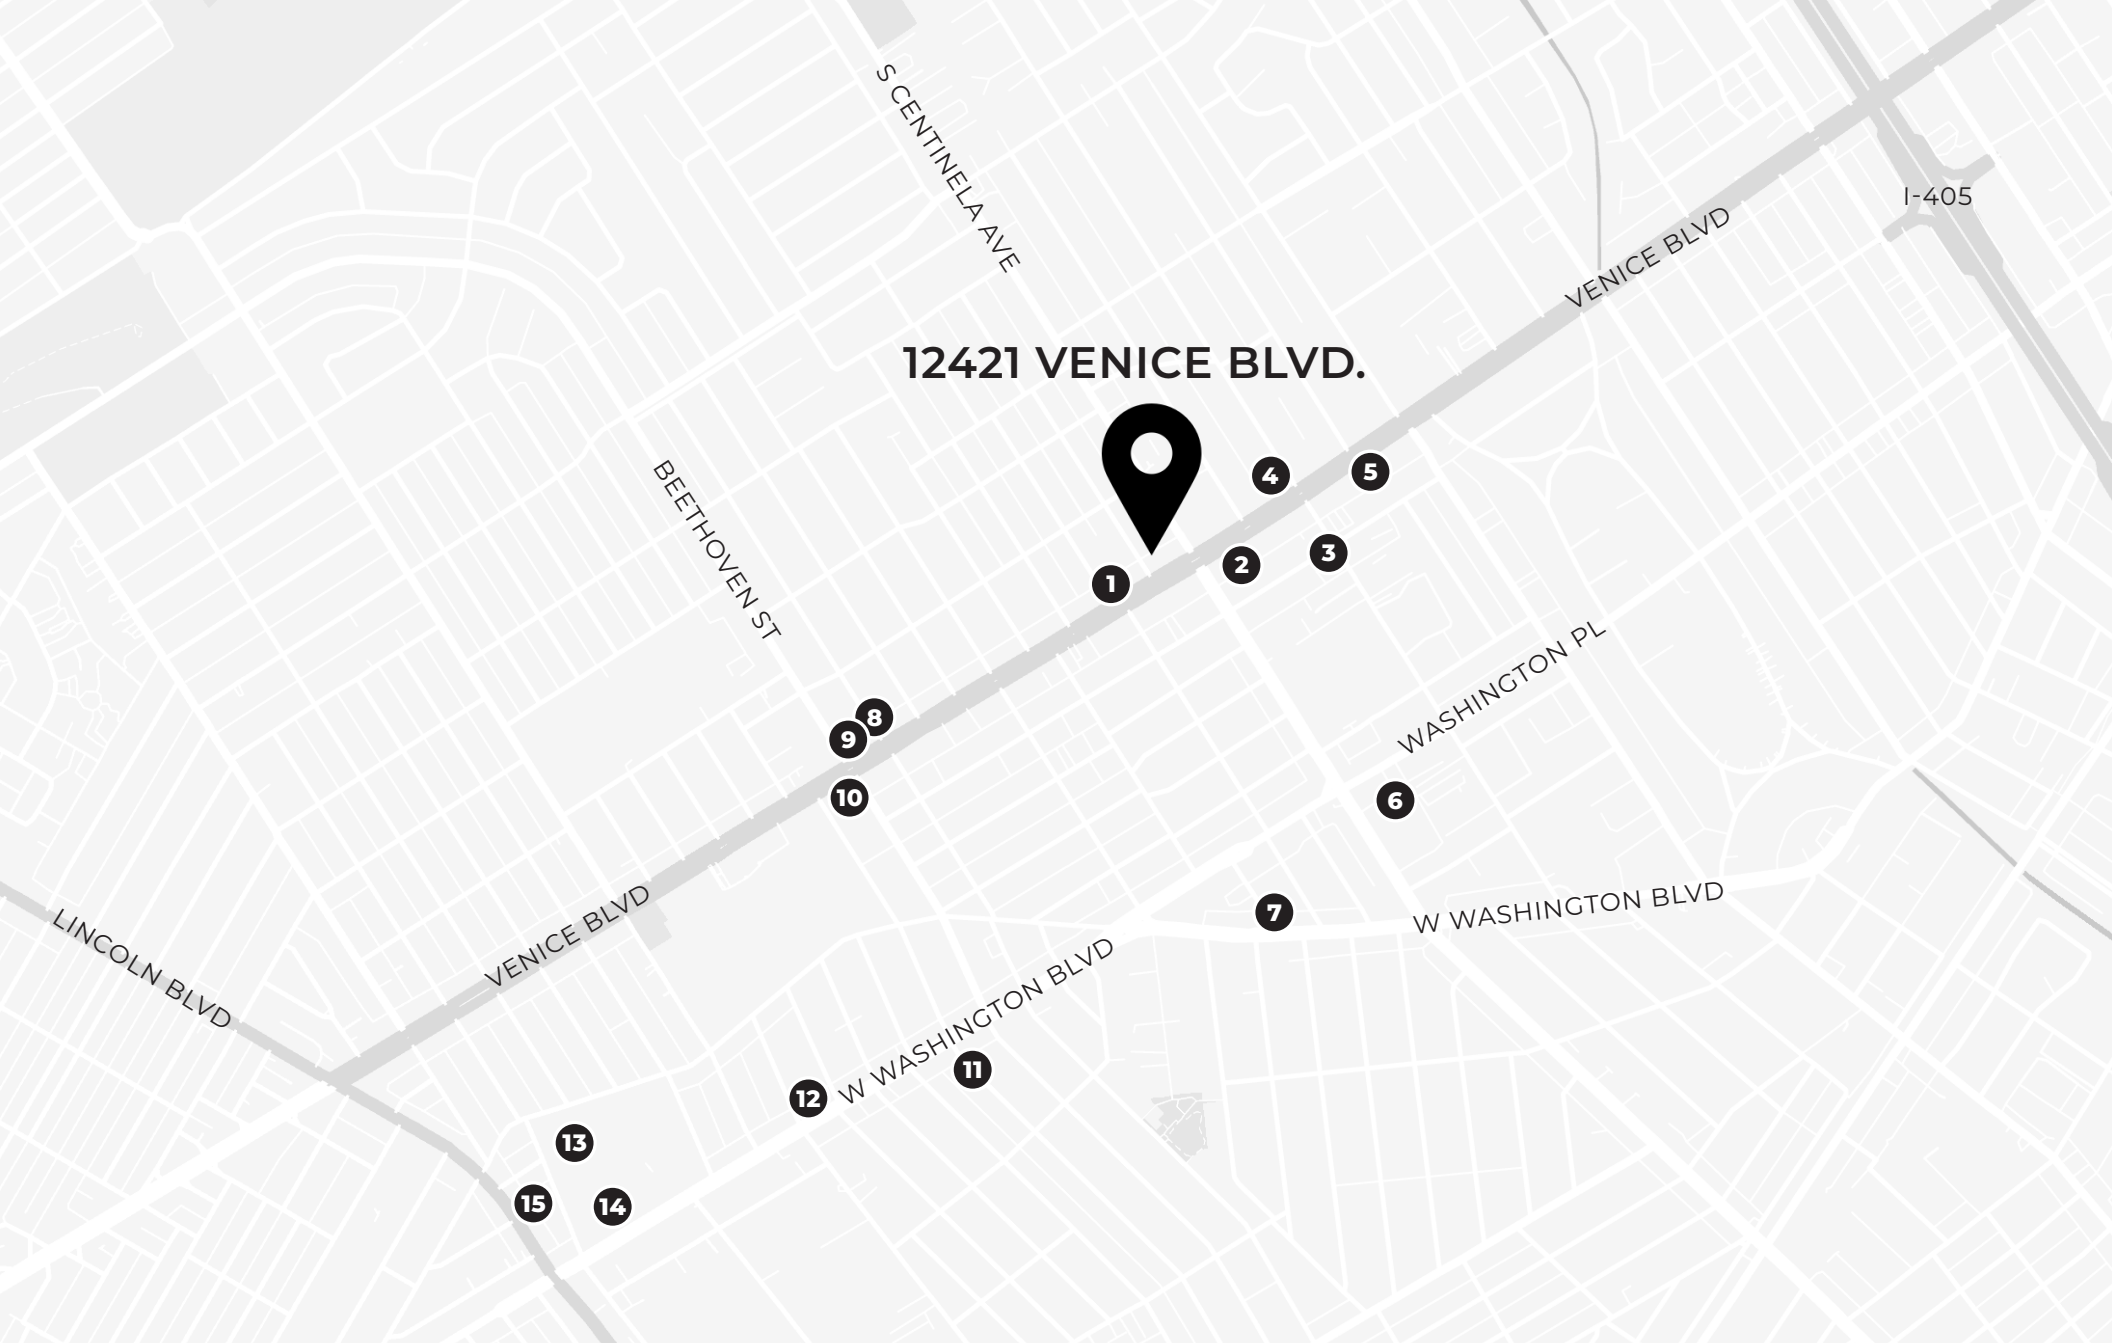 S CENTINELA AVE
I-405
VENICE BLVD
12421 VENICE BLVD.
BEETHOVEN ST
4
5
3
2
1
WASHINGTON PL
8
9
10
6
VENICE BLVD
7
W WASHINGTON BLVD
LINCOLN BLVD
W WASHINGTON BLVD
11
12
13
15
14